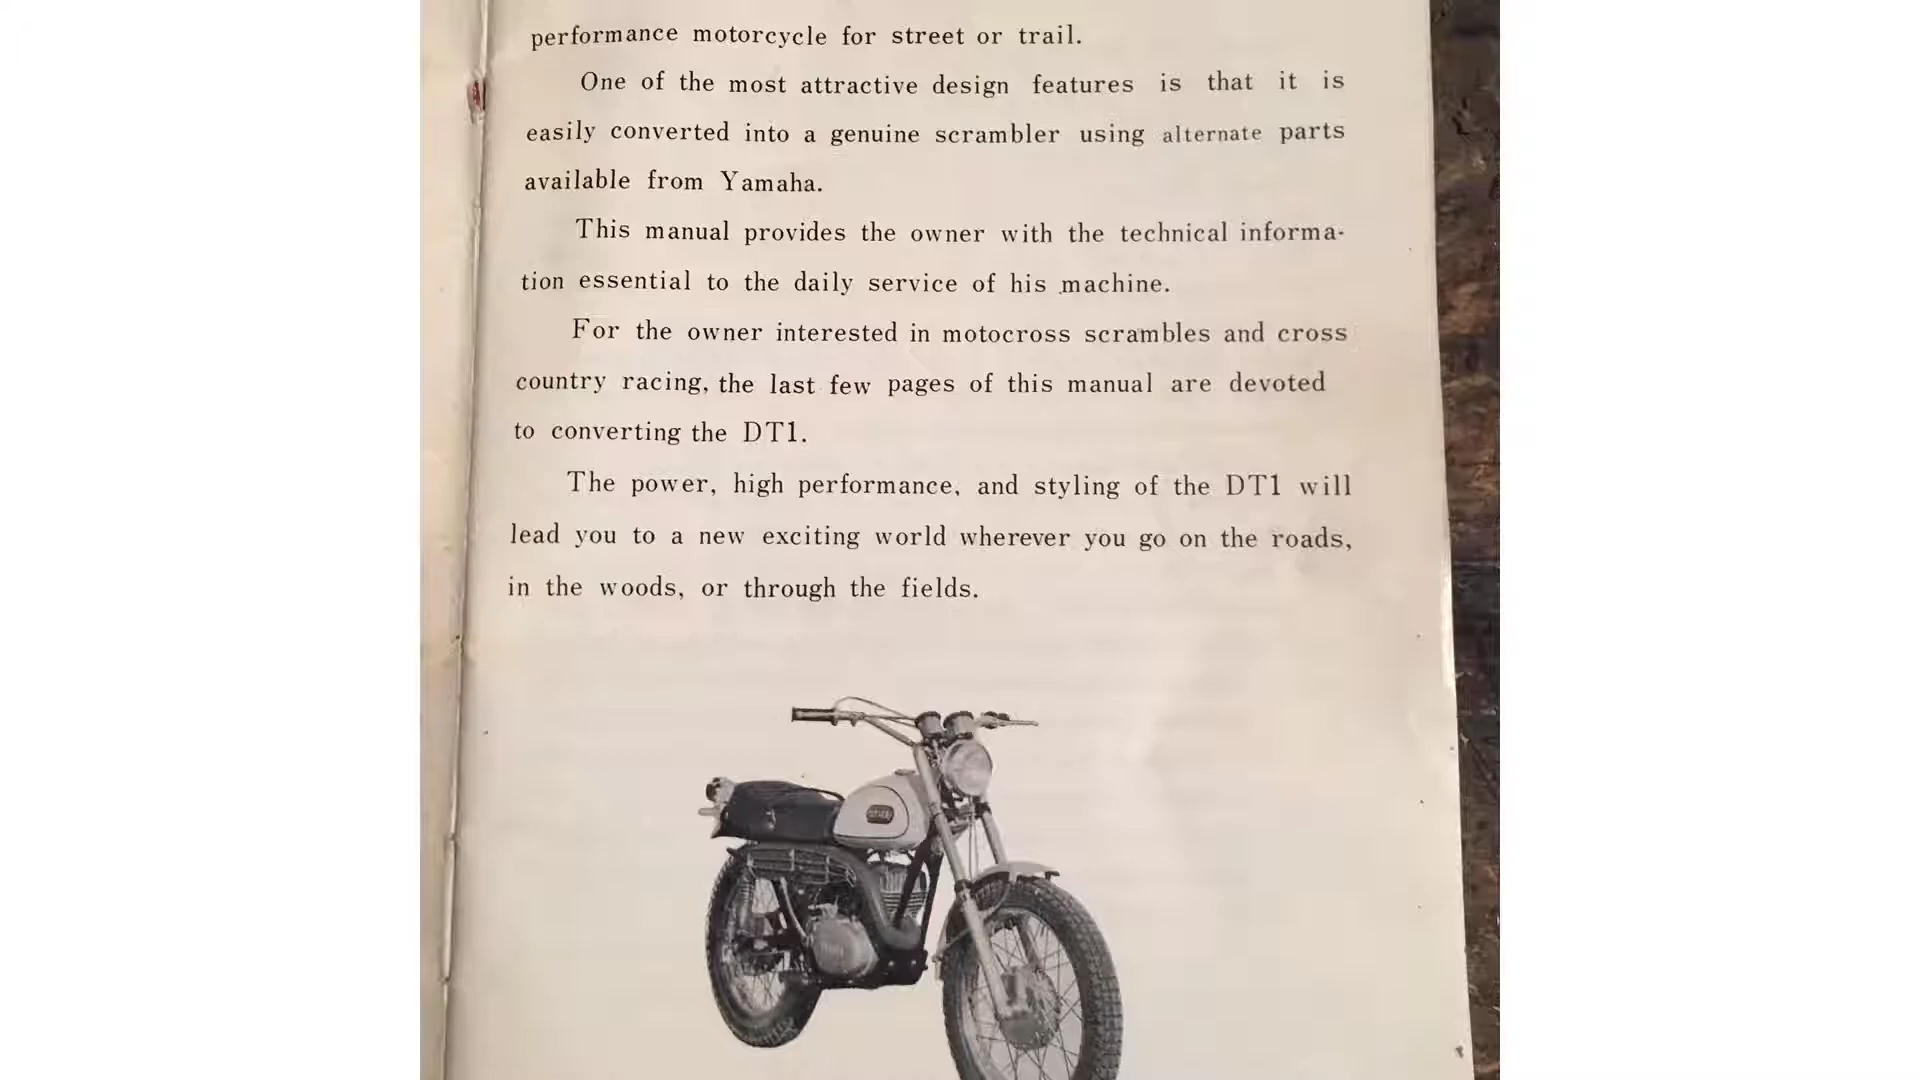 performance motorcycle for street or trail.
One of the most attractive design features is that it is
easily converted into a genuine scrambler using alternate parts
available from Yamaha.
This manual provides the owner with the technical informa-
tion essential to the daily service of his machine.
For the owner interested in motocross scrambles and cross
country racing, the last few pages of this manual are devoted
to converting the DT1.
The power, high performance, and styling of the DT1 will
lead you to a new exciting world wherever you go on the roads,
in the woods, or through the fields.